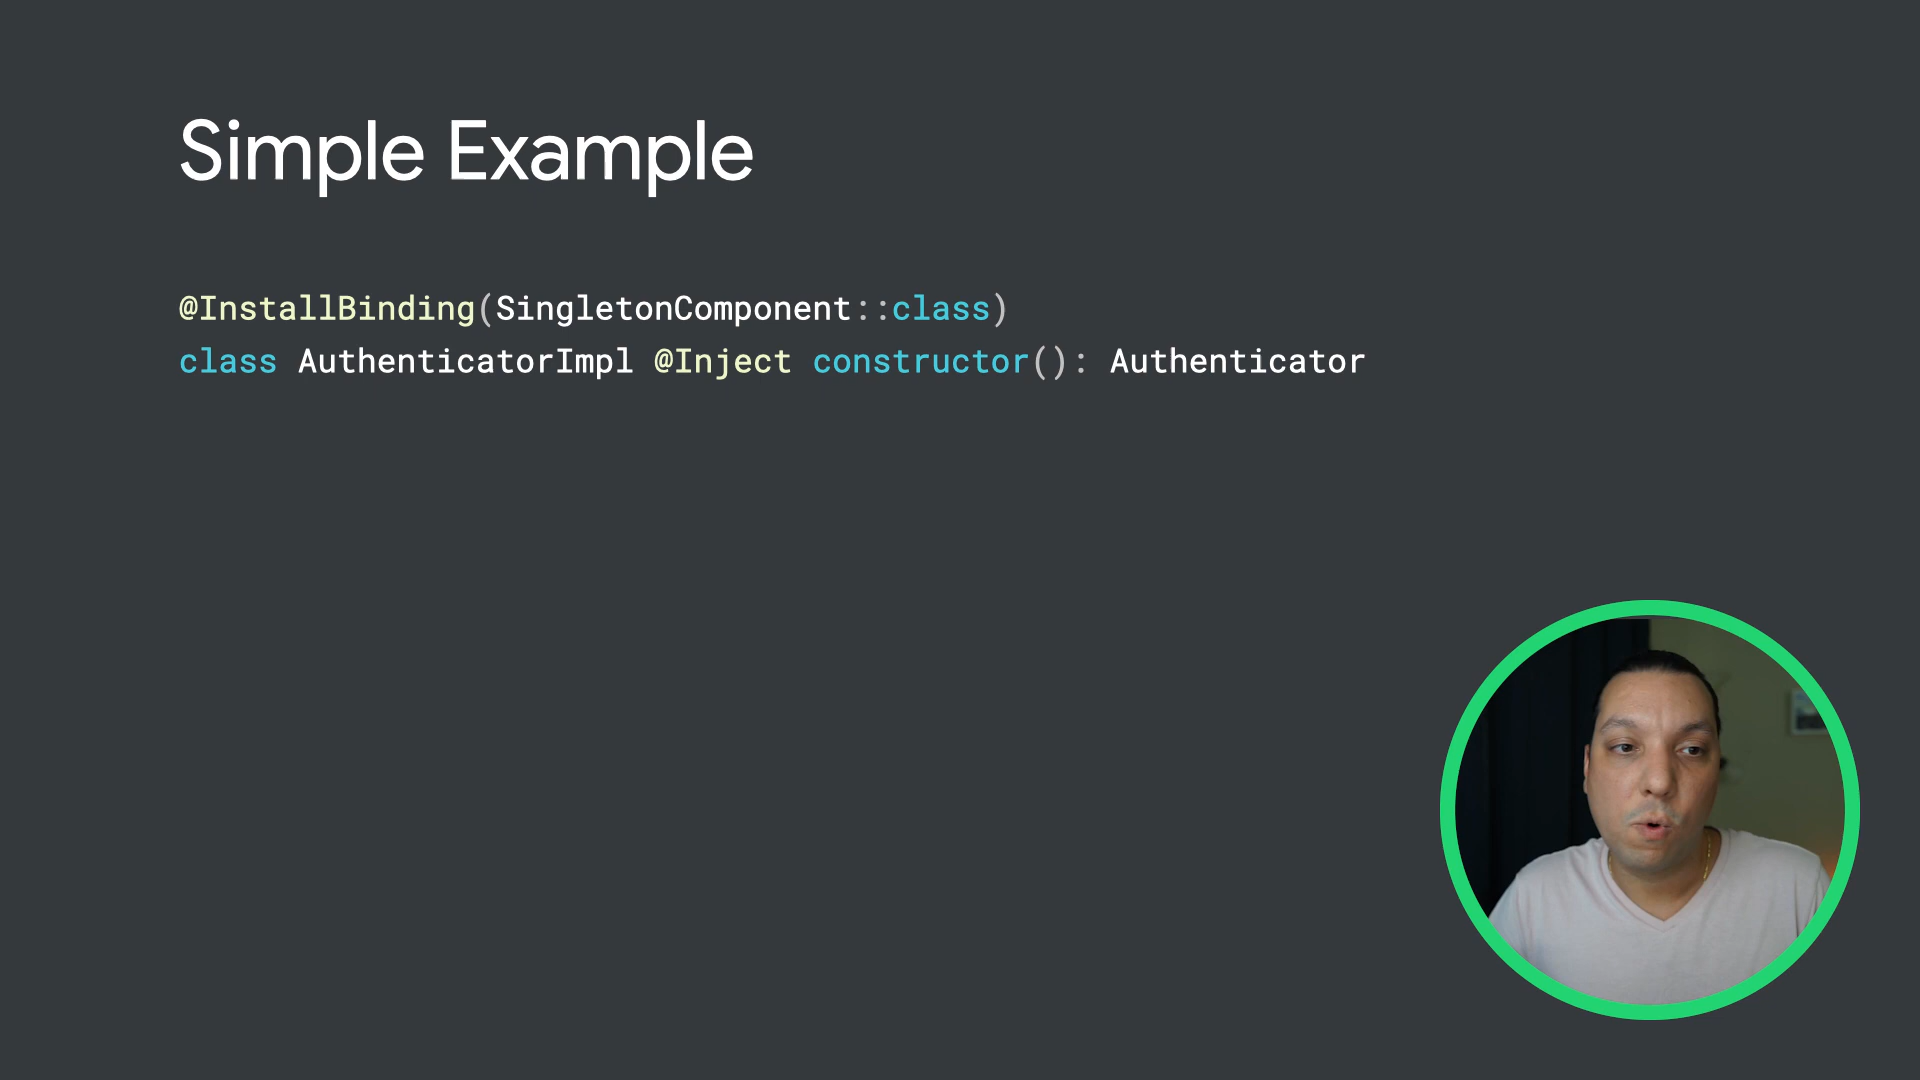 Simple Example
@InstallBinding(SingletonComponent::class)
class AuthenticatorImpl @Inject constructor(): Authenticator